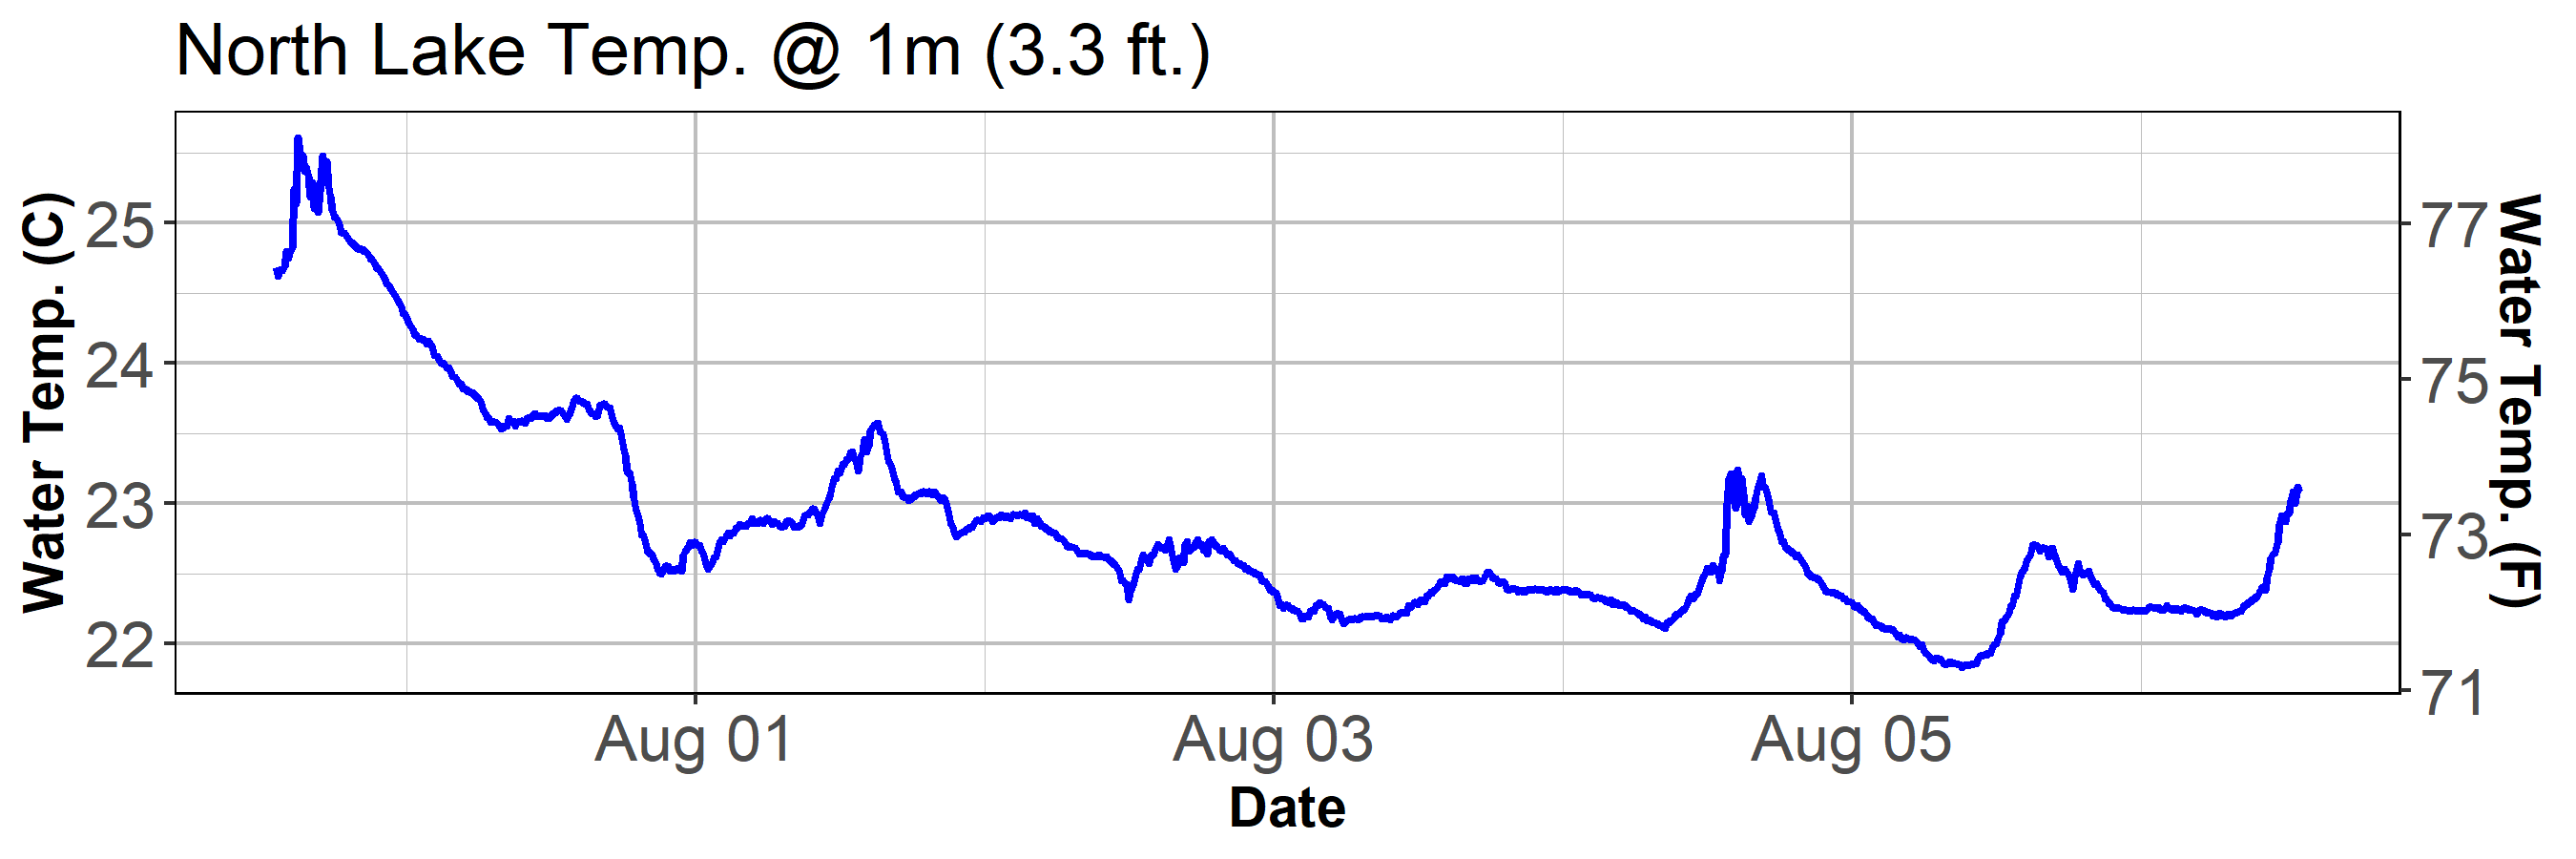 North Lake Temp. @ 1m (3.3 ft.)
Water Temp. (C)
25
24
23
22
77
75
73
71
Water Temp. (F)
Aug 01
Aug 03
Aug 05
Date